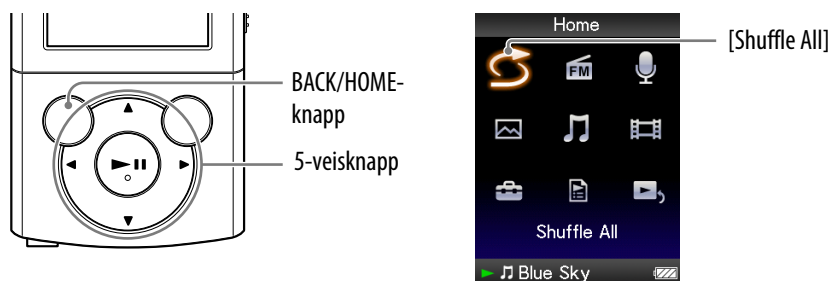 BACK/HOME-
knapp
5-veisknapp
Home
[Shuffle All]
FM
Shuffle All
Blue Sky